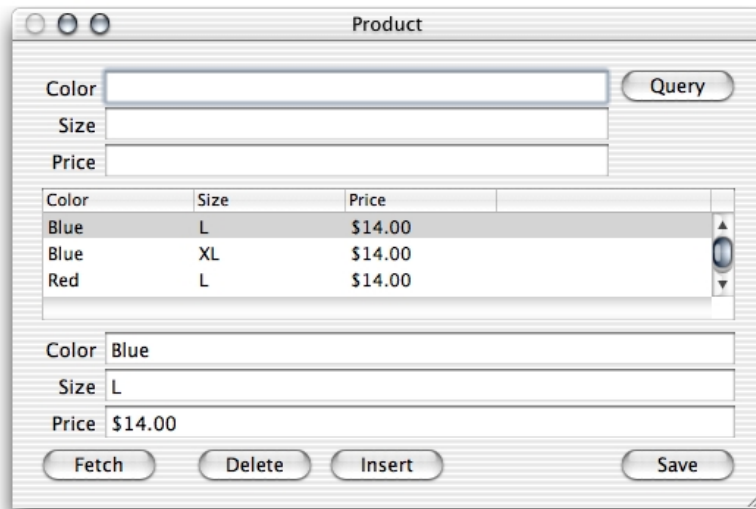 Product
Color Query
Size
Price
Color Size Price
Blue L $14.00
Blue XL $14.00
Red L $14.00
Color Blue
Size L
Price $14.00
Fetch Delete Insert Save